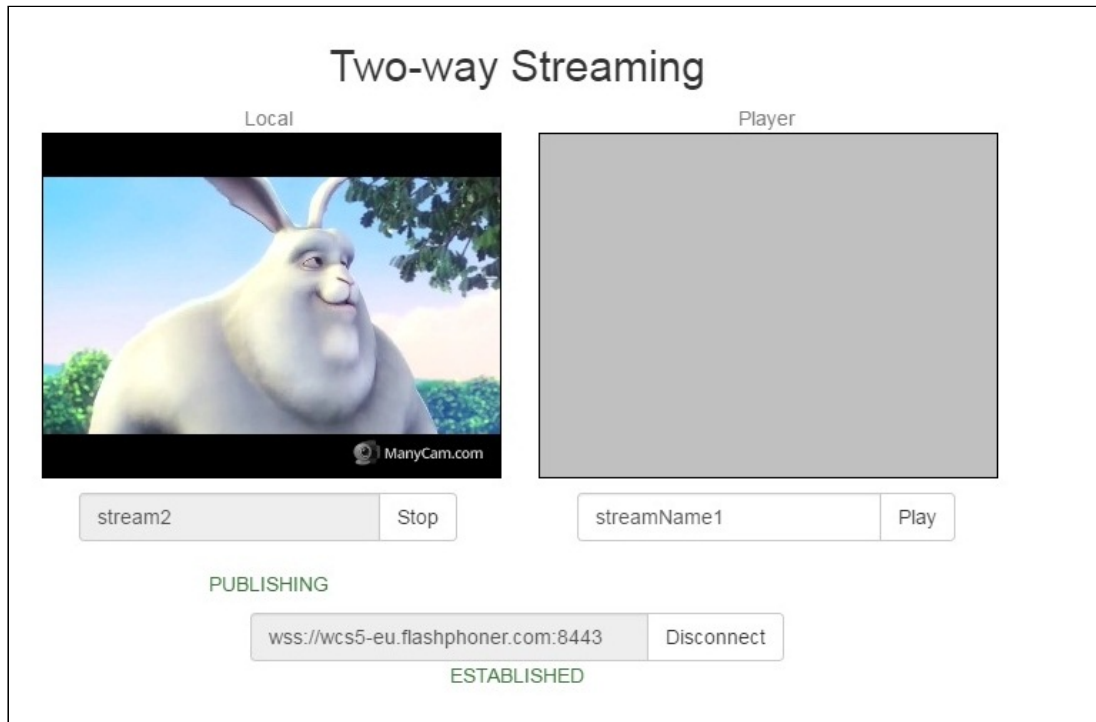 Two-way Streaming
Local
Player
ManyCam.com
stream2
Stop
streamName1
Play
PUBLISHING
wss://wcs5-eu.flashphoner.com:8443
Disconnect
ESTABLISHED